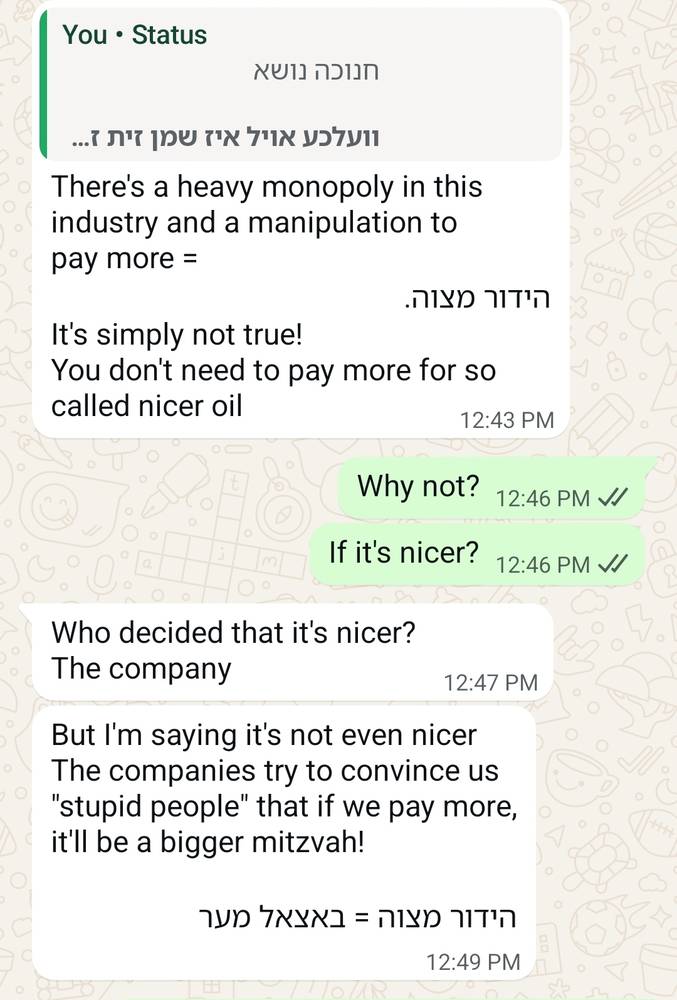 You • Status
חנוכה נושא
וועלכע אויל איז שמן זית ז...
There's a heavy monopoly in this
industry and a manipulation to
pay more =
הידור מצוה.
It's simply not true!
You don't need to pay more for so
called nicer oil
12:43 PM
Why not?
12:46 PM
If it's nicer?
12:46 PM
Who decided that it's nicer?
The company
12:47 PM
But I'm saying it's not even nicer
The companies try to convince us
"stupid people" that if we pay more,
it'll be a bigger mitzvah!
הידור מצוה = באצאל מער
12:49 PM